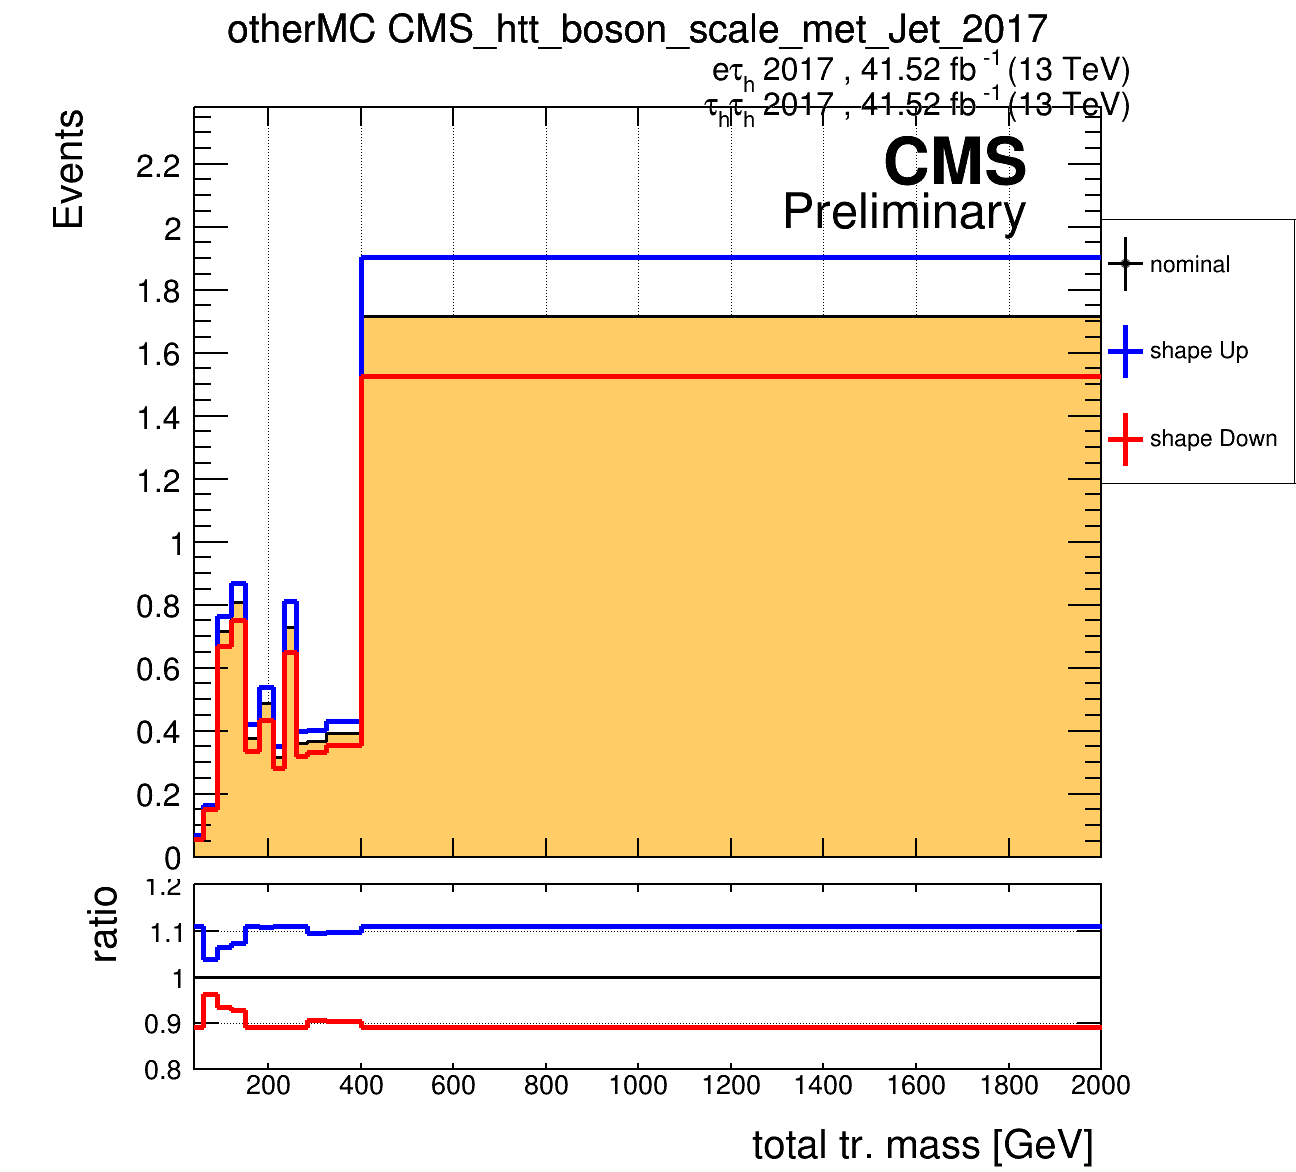 otherMC CMS_htt_boson_scale_met_Jet_2017
eτh 2017 , 41.52 fb -1 (13 TeV)
τhτh 2017 , 41.52 fb -1 (13 TeV)
CMS
Preliminary
Events
2.2
2
1.8
1.6
1.4
1.2
1
0.8
0.6
0.4
0.2
0
nominal
shape Up
shape Down
ratio
1.2
1.1
1
0.9
0.8
200 400 600 800 1000 1200 1400 1600 1800 2000
total tr. mass [GeV]